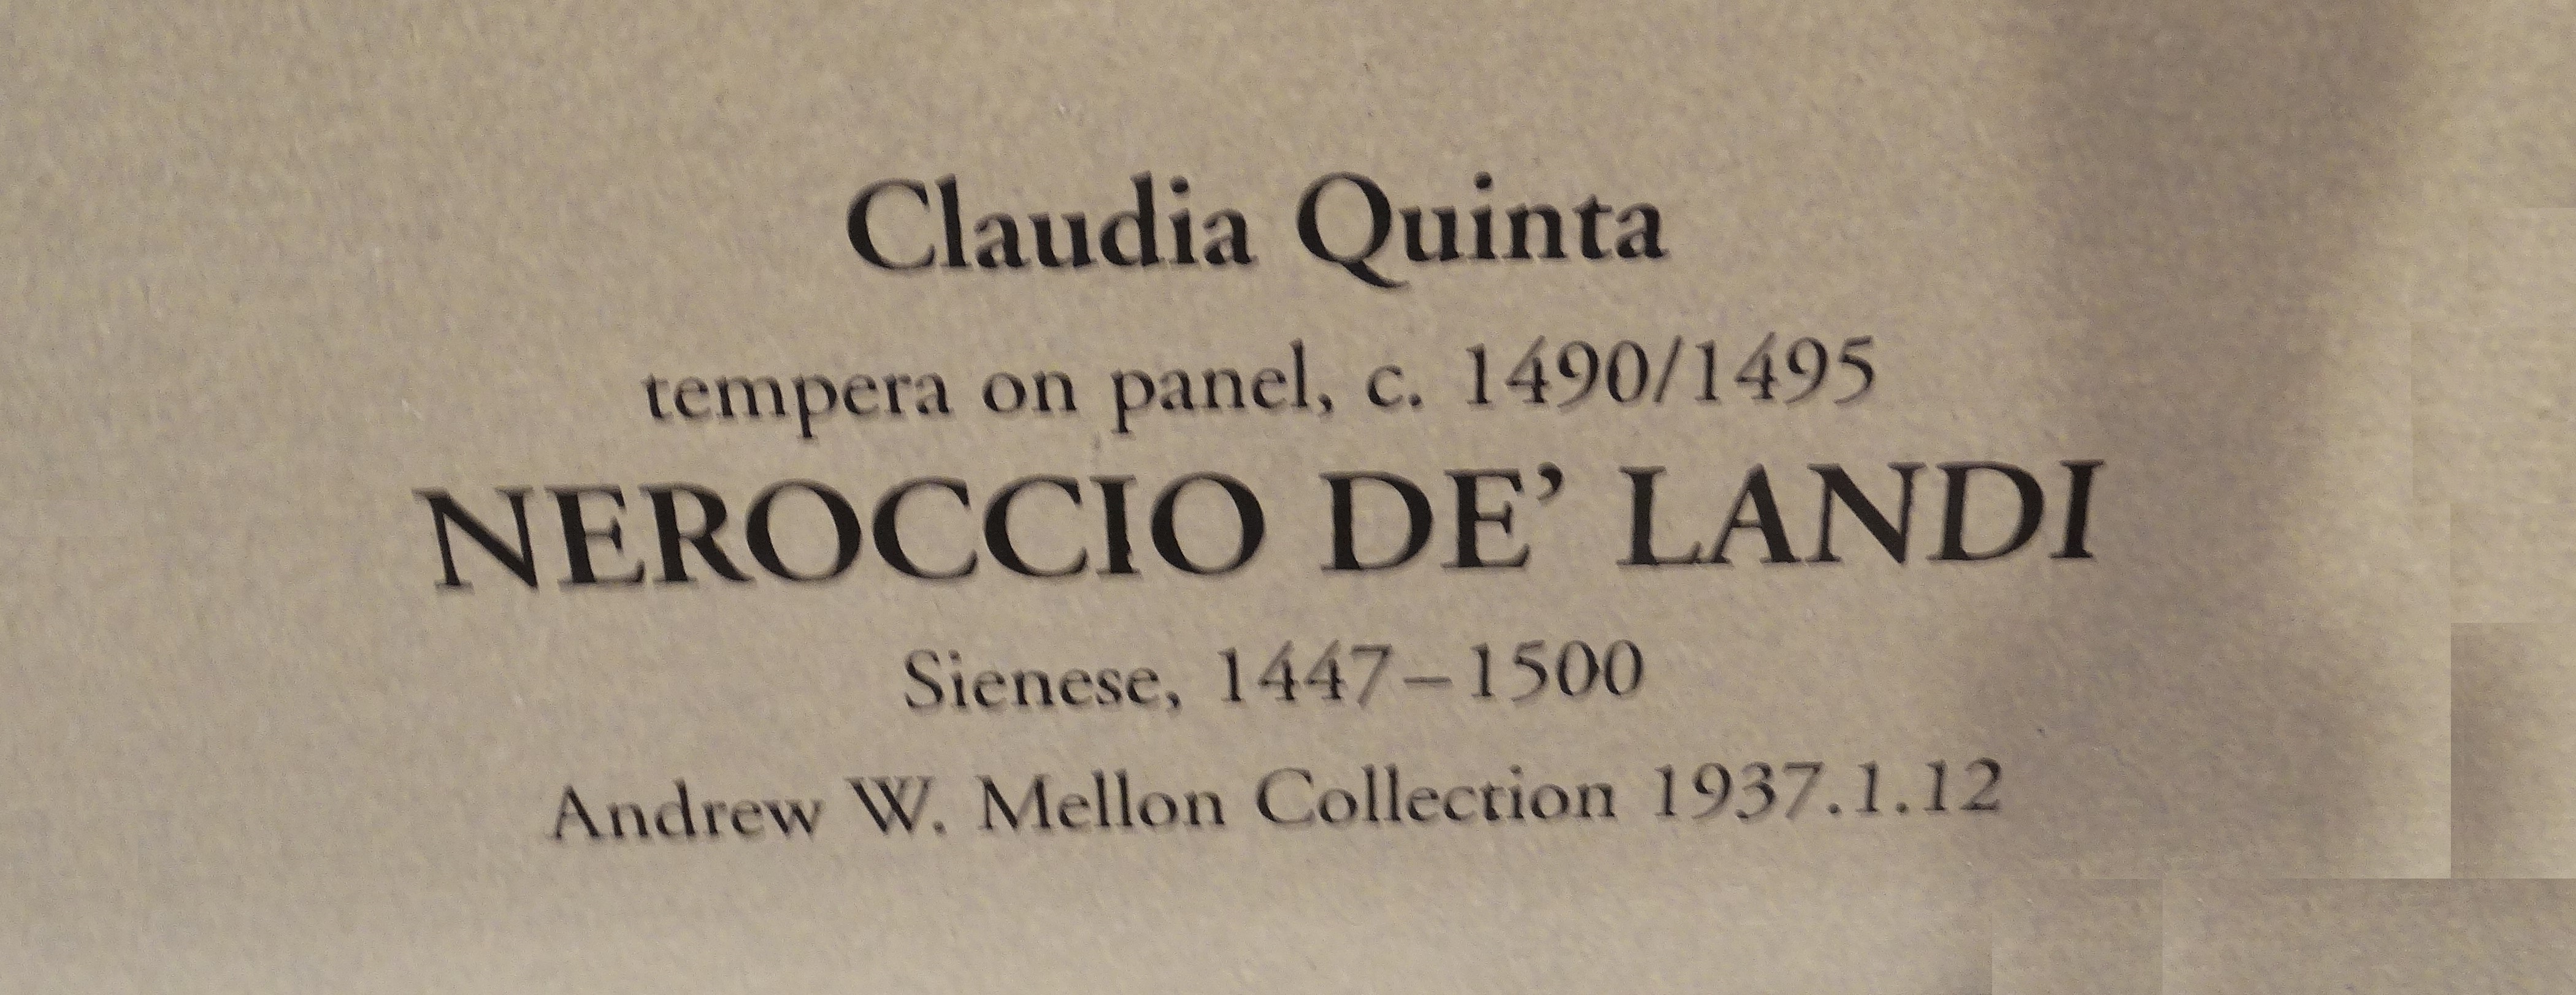 Claudia Quinta
tempera on panel, c. 1490/1495
NEROCCIO DE’ LANDI
Sienese, 1447–1500
Andrew W. Mellon Collection 1937.1.12